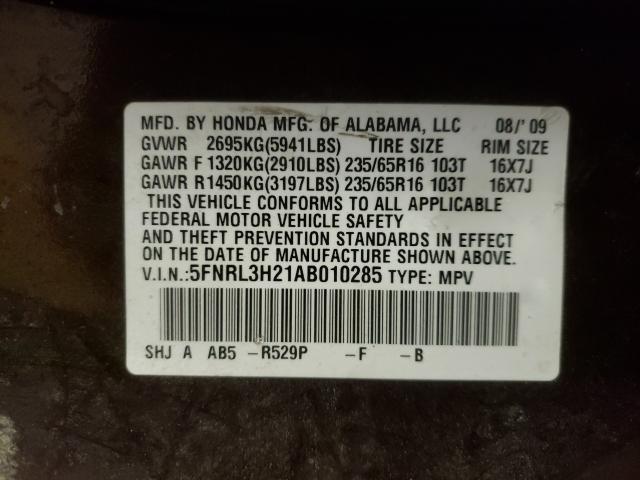 MFD. BY HONDA MFG. OF ALABAMA, LLC 08/'09
GVWR 2695KG(5941LBS) TIRE SIZE RIM SIZE
GAWR F 1320KG(2910LBS) 235/65R16 103T 16X7J
GAWR R1450KG(3197LBS) 235/65R16 103T 16X7J
THIS VEHICLE CONFORMS TO ALL APPLICABLE
FEDERAL MOTOR VEHICLE SAFETY
AND THEFT PREVENTION STANDARDS IN EFFECT
ON THE DATE OF MANUFACTURE SHOWN ABOVE.
V.I.N.:5FNRL3H21AB010285 TYPE: MPV
SHJ A AB5 -R529P -F -B